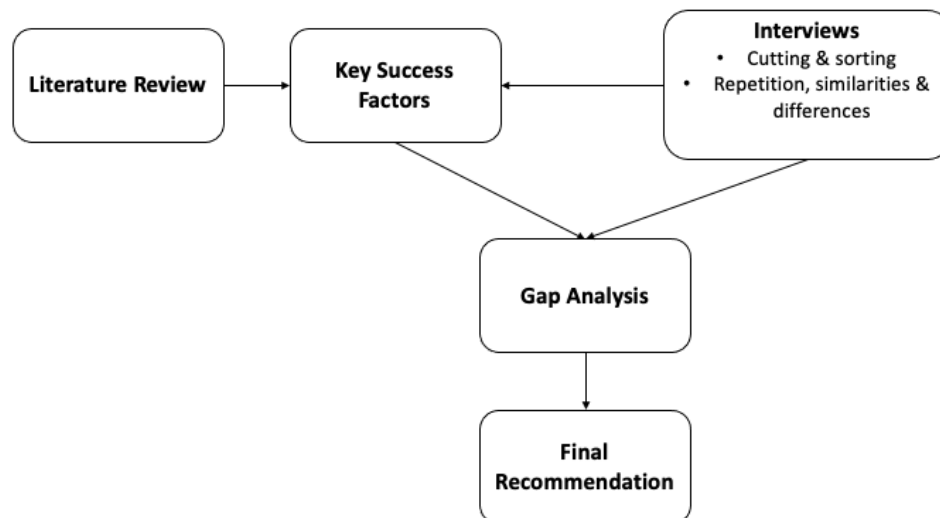 Literature Review
Key Success
Factors
Interviews
• Cutting & sorting
• Repetition, similarities &
differences
Gap Analysis
Final
Recommendation